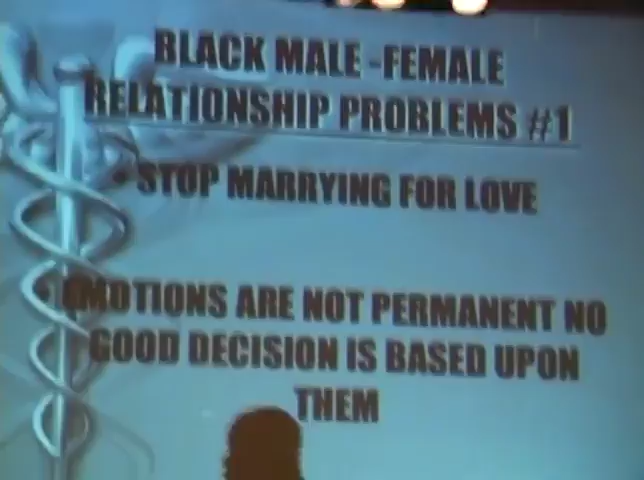 BLACK MALE -FEMALE
RELATIONSHIP PROBLEMS #1
• STOP MARRYING FOR LOVE
• EMOTIONS ARE NOT PERMANENT NO
GOOD DECISION IS BASED UPON
THEM